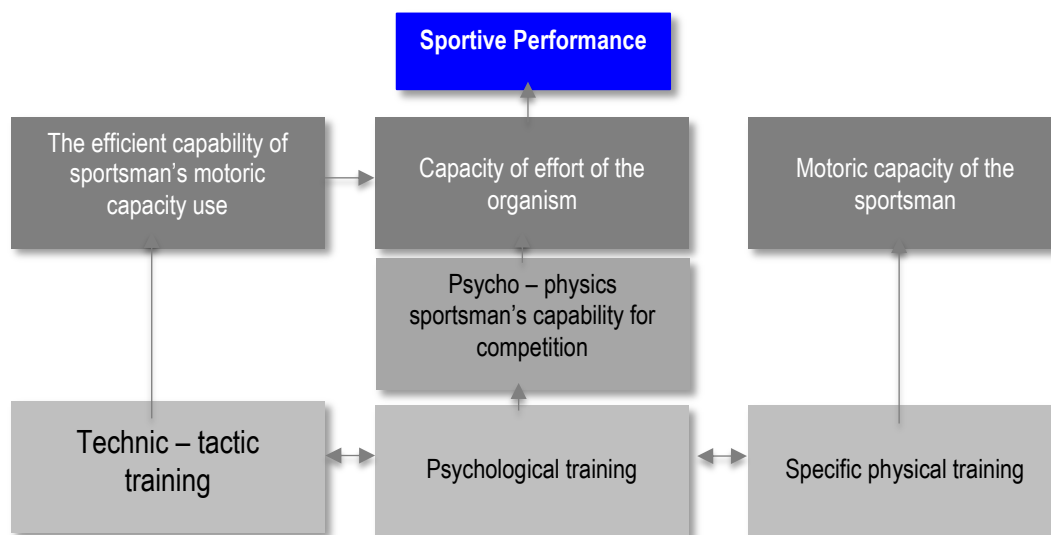 Sportive Performance
The efficient capability of
sportsman's motoric
capacity use
Capacity of effort of the
organism
Motoric capacity of the
sportsman
Psycho – physics
sportsman's capability for
competition
Technic – tactic
training
Psychological training
Specific physical training